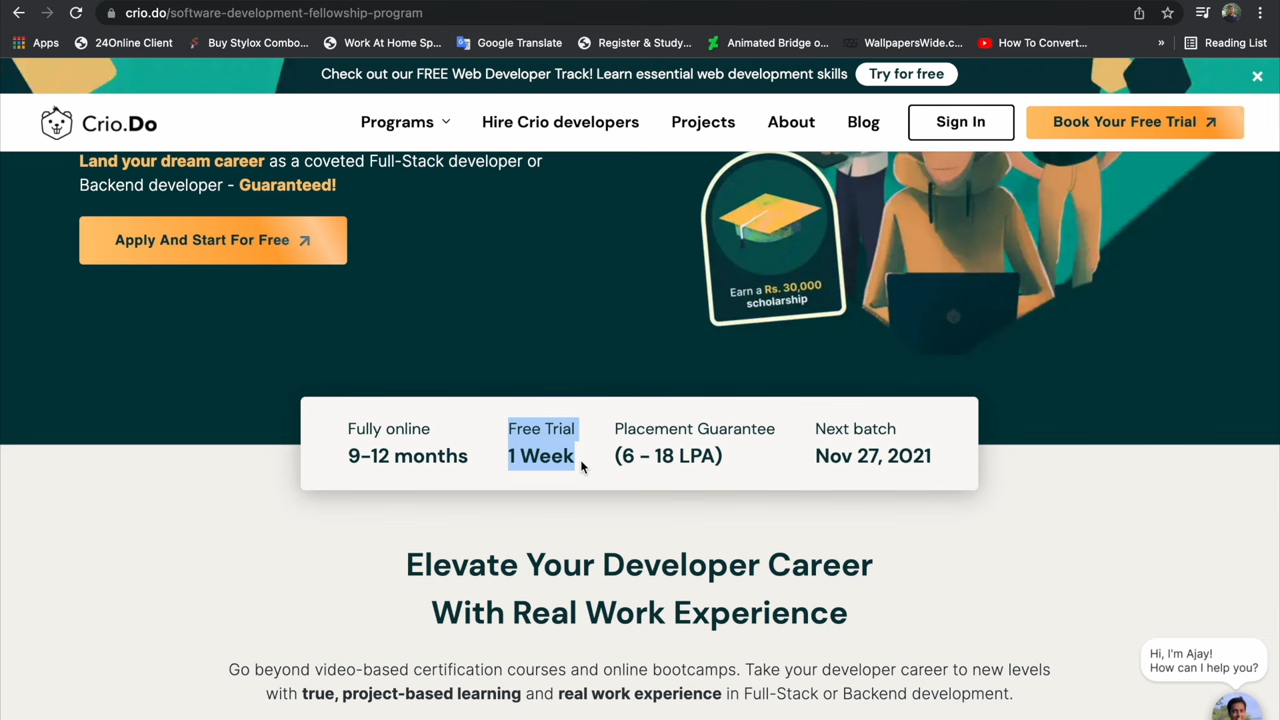 crio.do/software-development-fellowship-program
Apps 24Online Client Buy Stylox Combo... Work At Home Sp... Google Translate Register & Study... Animated Bridge o... WallpapersWide.c... How To Convert... » Reading List
Check out our FREE Web Developer Track! Learn essential web development skills Try for free
Crio.Do Programs Hire Crio developers Projects About Blog Sign In Book Your Free Trial
Land your dream career as a coveted Full-Stack developer or
Backend developer - Guaranteed!
Apply And Start For Free
Earn a Rs. 30,000
scholarship
Fully online Free Trial Placement Guarantee Next batch
9-12 months 1 Week (6 - 18 LPA) Nov 27, 2021
Elevate Your Developer Career
With Real Work Experience
Go beyond video-based certification courses and online bootcamps. Take your developer career to new levels
with true, project-based learning and real work experience in Full-Stack or Backend development.
Hi, I'm Ajay!
How can I help you?